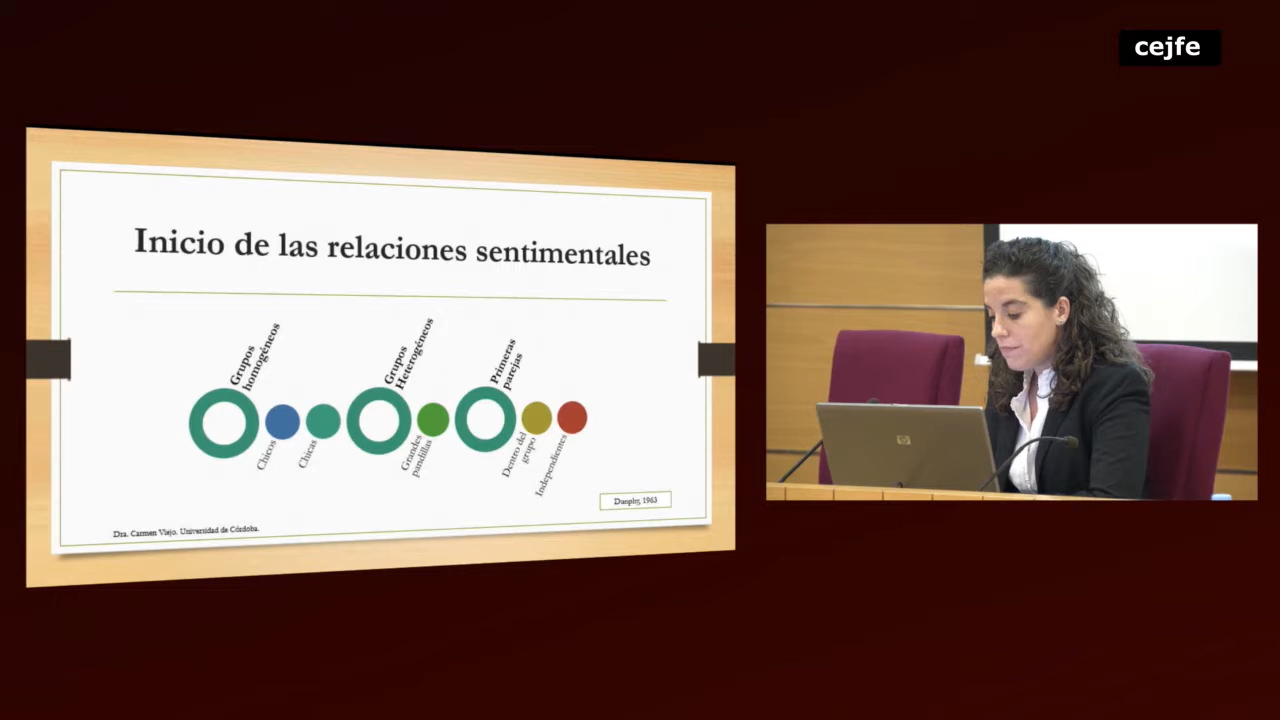 cejfe
Inicio de las relaciones sentimentales
Grupos
homogéneos
Chicos
Chicas
Grupos
Heterogéneos
Grandes
pandillas
Primeras
parejas
Dentro del
grupo
Independientes
Dunphy, 1963
Dra. Carmen Viejo. Universidad de Córdoba.
hp